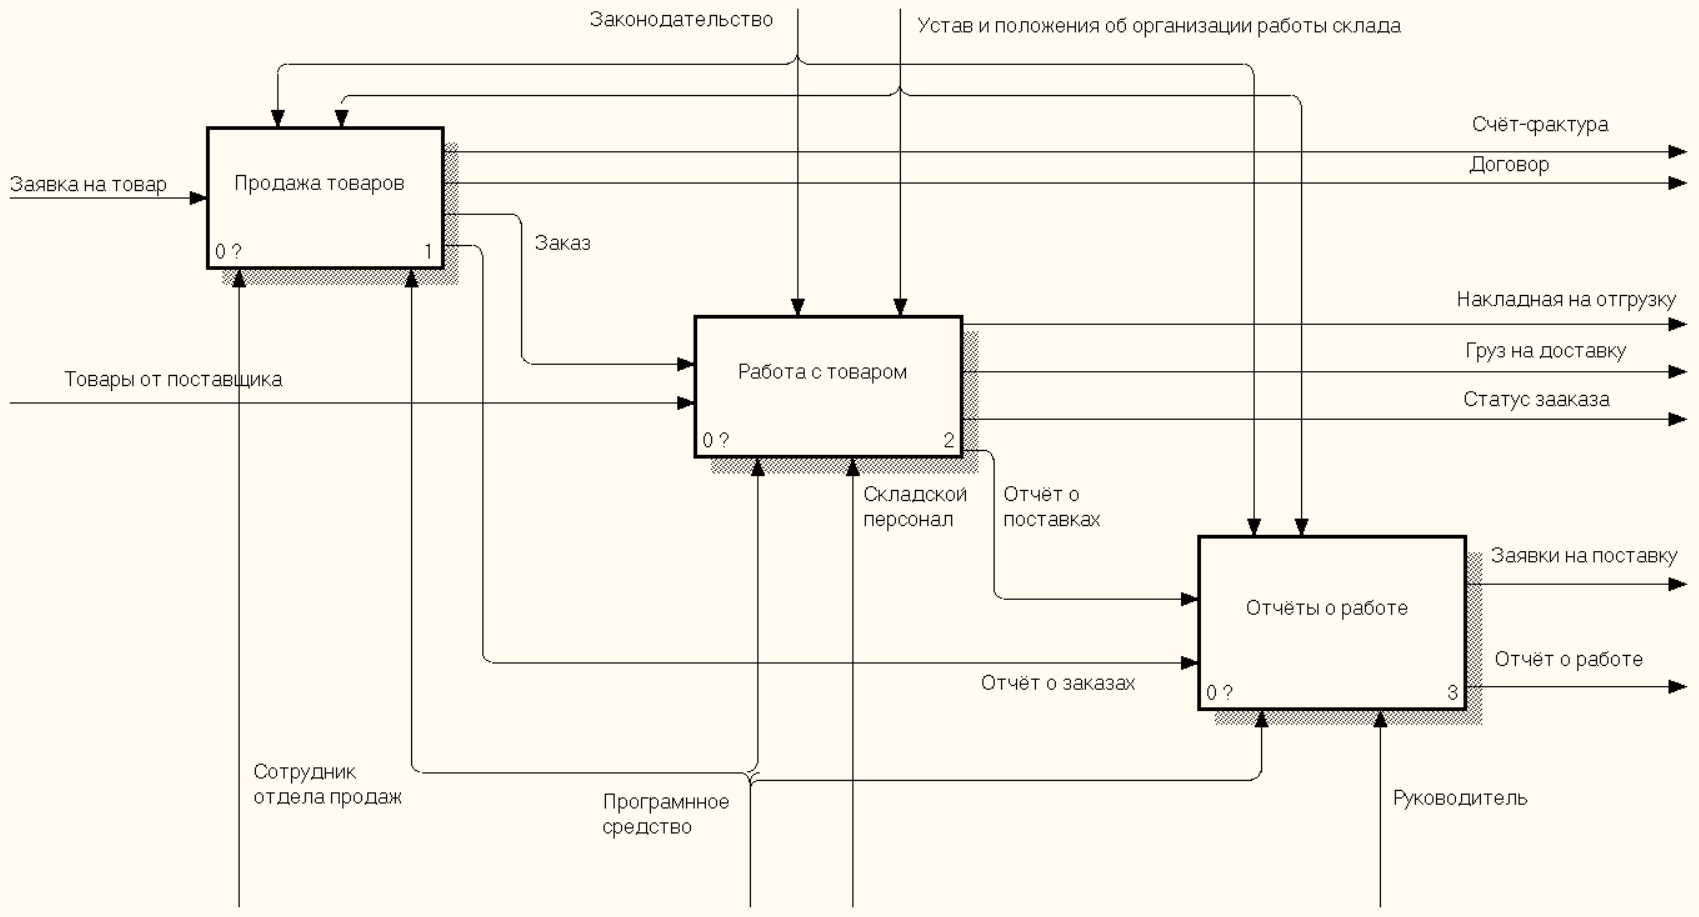 Законодательство
Устав и положения об организации работы склада
Счёт-фактура
Договор
Заявка на товар
Продажа товаров
0 ?
1
Заказ
Накладная на отгрузку
Груз на доставку
Товары от поставщика
Работа с товаром
Статус зааказа
0 ?
2
Складской
персонал
Отчёт о
поставках
Заявки на поставку
Отчёты о работе
Отчёт о работе
0 ?
3
Отчёт о заказах
Сотрудник
отдела продаж
Програмнное
средство
Руководитель